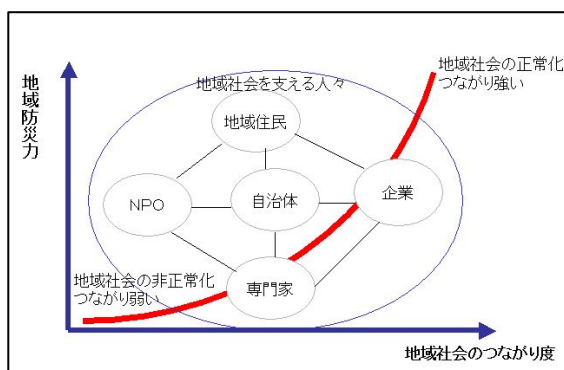 地域防災力
地域社会の正常化
つながり強い
地域社会を支える人々
地域住民
NPO
自治体
企業
専門家
地域社会の非正常化
つながり弱い
地域社会のつながり度